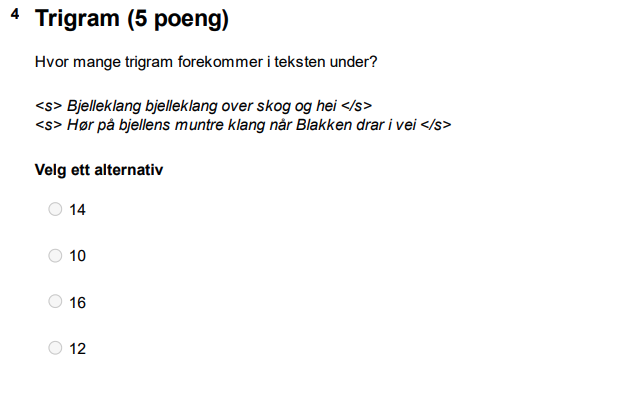 4 Trigram (5 poeng)
Hvor mange trigram forekommer i teksten under?
<s> Bjelleklang bjelleklang over skog og hei </s>
<s> Hør på bjellens muntre klang når Blakken drar i vei </s>
Velg ett alternativ
14
10
16
12